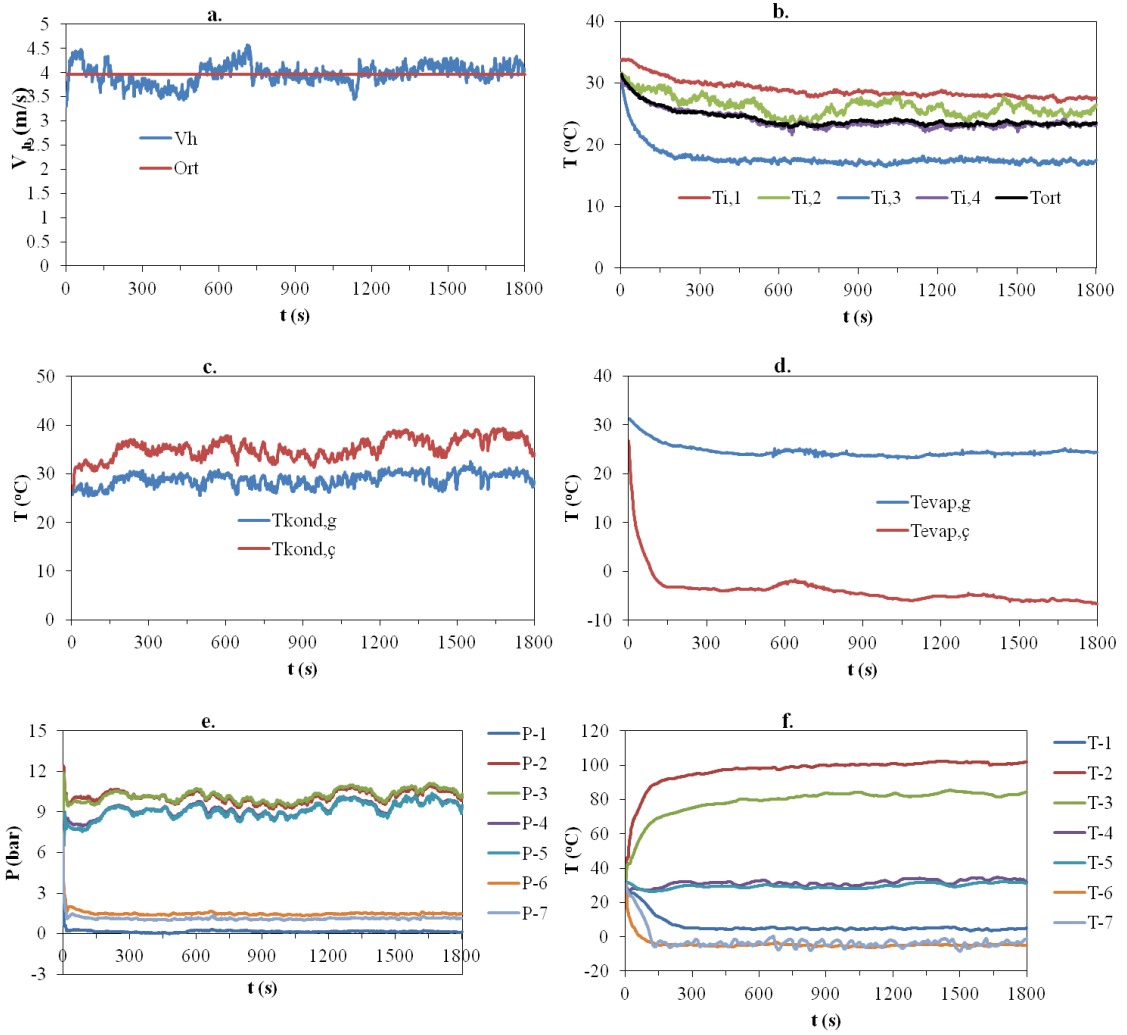 a.
5
4.5
4
3.5
3
2.5
2
1.5
1
0.5
0
V_h (m/s)
Vh
Ort
0 300 600 900 1200 1500 1800
t (s)
b.
40
30
20
10
0
T (°C)
Ti,1 Ti,2 Ti,3 Ti,4 Tort
0 300 600 900 1200 1500 1800
t (s)
c.
50
40
30
20
10
0
T (°C)
Tkond,g
Tkond,ç
0 300 600 900 1200 1500 1800
t (s)
d.
40
30
20
10
0
-10
T (°C)
Tevap,g
Tevap,ç
0 300 600 900 1200 1500 1800
t (s)
e.
15
12
9
6
3
0
-3
P (bar)
P-1
P-2
P-3
P-4
P-5
P-6
P-7
0 300 600 900 1200 1500 1800
t (s)
f.
120
100
80
60
40
20
0
-20
T (°C)
T-1
T-2
T-3
T-4
T-5
T-6
T-7
0 300 600 900 1200 1500 1800
t (s)